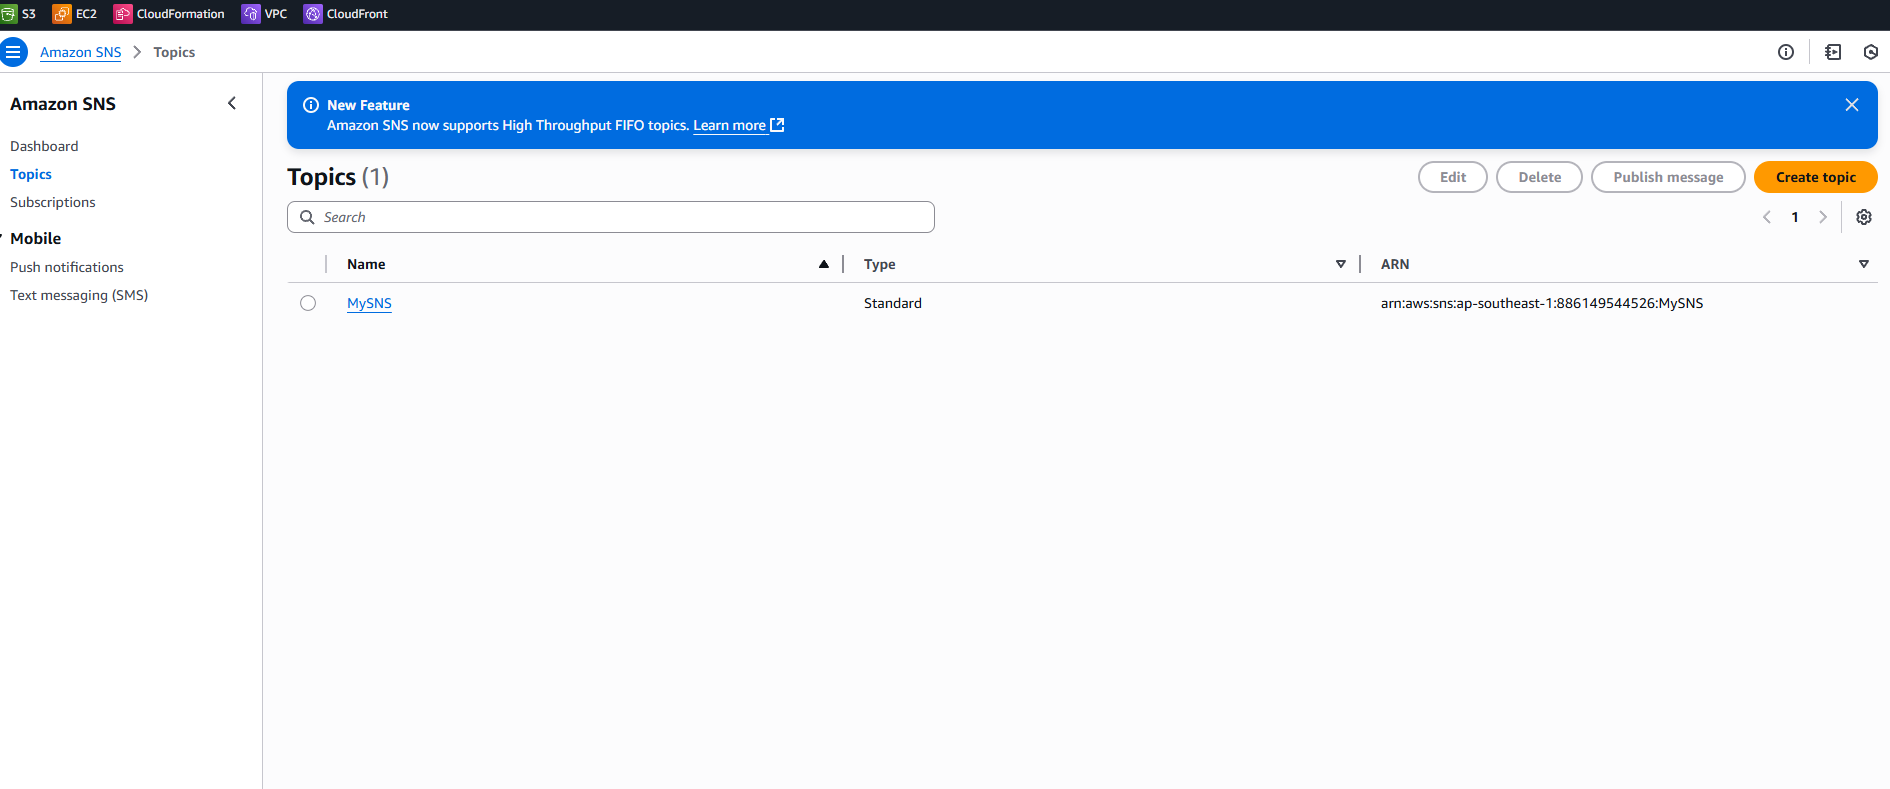 S3 EC2 CloudFormation VPC CloudFront
Amazon SNS Topics
Amazon SNS
Dashboard
Topics
Subscriptions
Mobile
Push notifications
Text messaging (SMS)
New Feature
Amazon SNS now supports High Throughput FIFO topics. Learn more
Topics (1)
Edit Delete Publish message Create topic
Search
1
Name Type ARN
MySNS Standard arn:aws:sns:ap-southeast-1:886149544526:MySNS